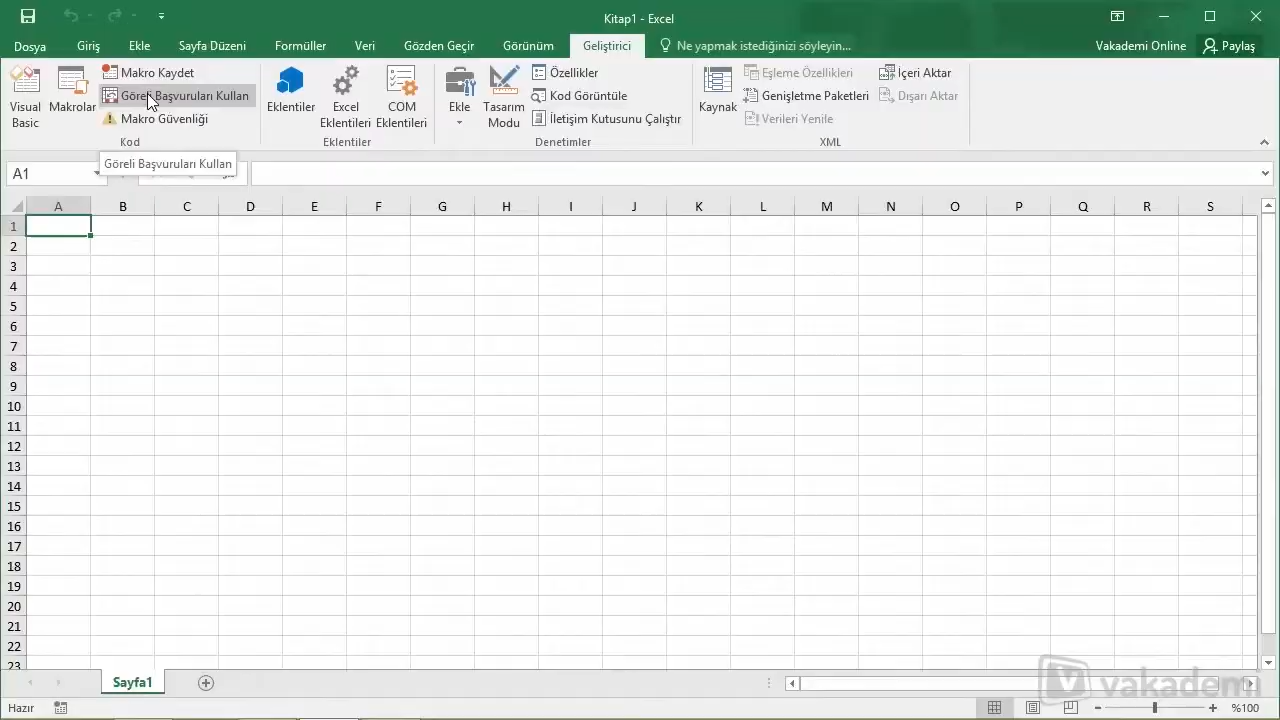 Kitap1 - Excel
Dosya Giriş Ekle Sayfa Düzeni Formüller Veri Gözden Geçir Görünüm Geliştirici Ne yapmak istediğinizi söyleyin... Vakademi Online Paylaş
Visual Basic
Makrolar
Makro Kaydet
Göreli Başvuruları Kullan
Makro Güvenliği
Kod
Eklentiler
Excel Eklentileri
COM Eklentileri
Eklentiler
Ekle
Tasarım Modu
Özellikler
Kod Görüntüle
İletişim Kutusunu Çalıştır
Denetimler
Kaynak
Eşleme Özellikleri
Genişletme Paketleri
Verileri Yenile
İçeri Aktar
Dışarı Aktar
XML
Göreli Başvuruları Kullan
A1
A B C D E F G H I J K L M N O P Q R S
1
2
3
4
5
6
7
8
9
10
11
12
13
14
15
16
17
18
19
20
21
22
23
Sayfa1
Hazır
%100
vakademi